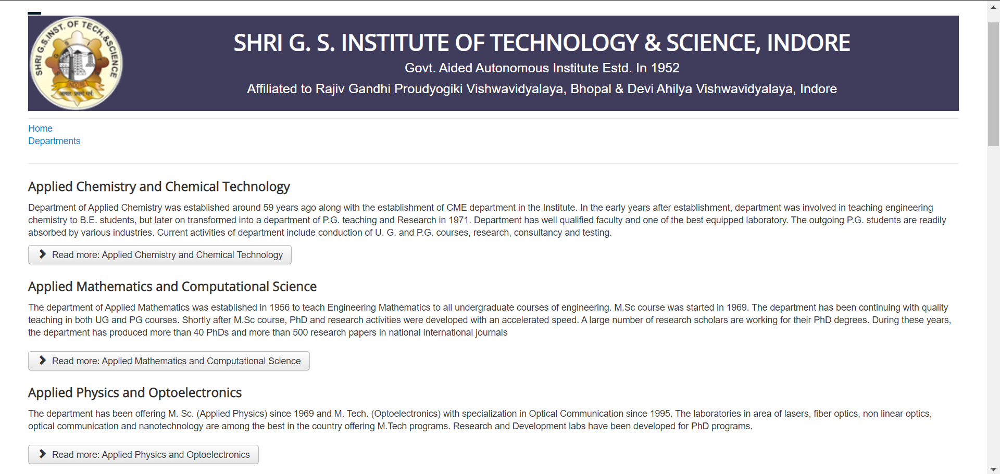 SHRI G.S.INST. OF TECH.&SCIENCE
INDORE
SHRI G. S. INSTITUTE OF TECHNOLOGY & SCIENCE, INDORE
Govt. Aided Autonomous Institute Estd. In 1952
Affiliated to Rajiv Gandhi Proudyogiki Vishwavidyalaya, Bhopal & Devi Ahilya Vishwavidyalaya, Indore
Home
Departments
Applied Chemistry and Chemical Technology
Department of Applied Chemistry was established around 59 years ago along with the establishment of CME department in the Institute. In the early years after establishment, department was involved in teaching engineering
chemistry to B.E. students, but later on transformed into a department of P.G. teaching and Research in 1971. Department has well qualified faculty and one of the best equipped laboratory. The outgoing P.G. students are readily
absorbed by various industries. Current activities of department include conduction of U. G. and P.G. courses, research, consultancy and testing.
Read more: Applied Chemistry and Chemical Technology
Applied Mathematics and Computational Science
The department of Applied Mathematics was established in 1956 to teach Engineering Mathematics to all undergraduate courses of engineering. M.Sc course was started in 1969. The department has been continuing with quality
teaching in both UG and PG courses. Shortly after M.Sc course, PhD and research activities were developed with an accelerated speed. A large number of research scholars are working for their PhD degrees. During these years,
the department has produced more than 40 PhDs and more than 500 research papers in national international journals
Read more: Applied Mathematics and Computational Science
Applied Physics and Optoelectronics
The department has been offering M. Sc. (Applied Physics) since 1969 and M. Tech. (Optoelectronics) with specialization in Optical Communication since 1995. The laboratories in area of lasers, fiber optics, non linear optics,
optical communication and nanotechnology are among the best in the country offering M.Tech programs. Research and Development labs have been developed for PhD programs.
Read more: Applied Physics and Optoelectronics